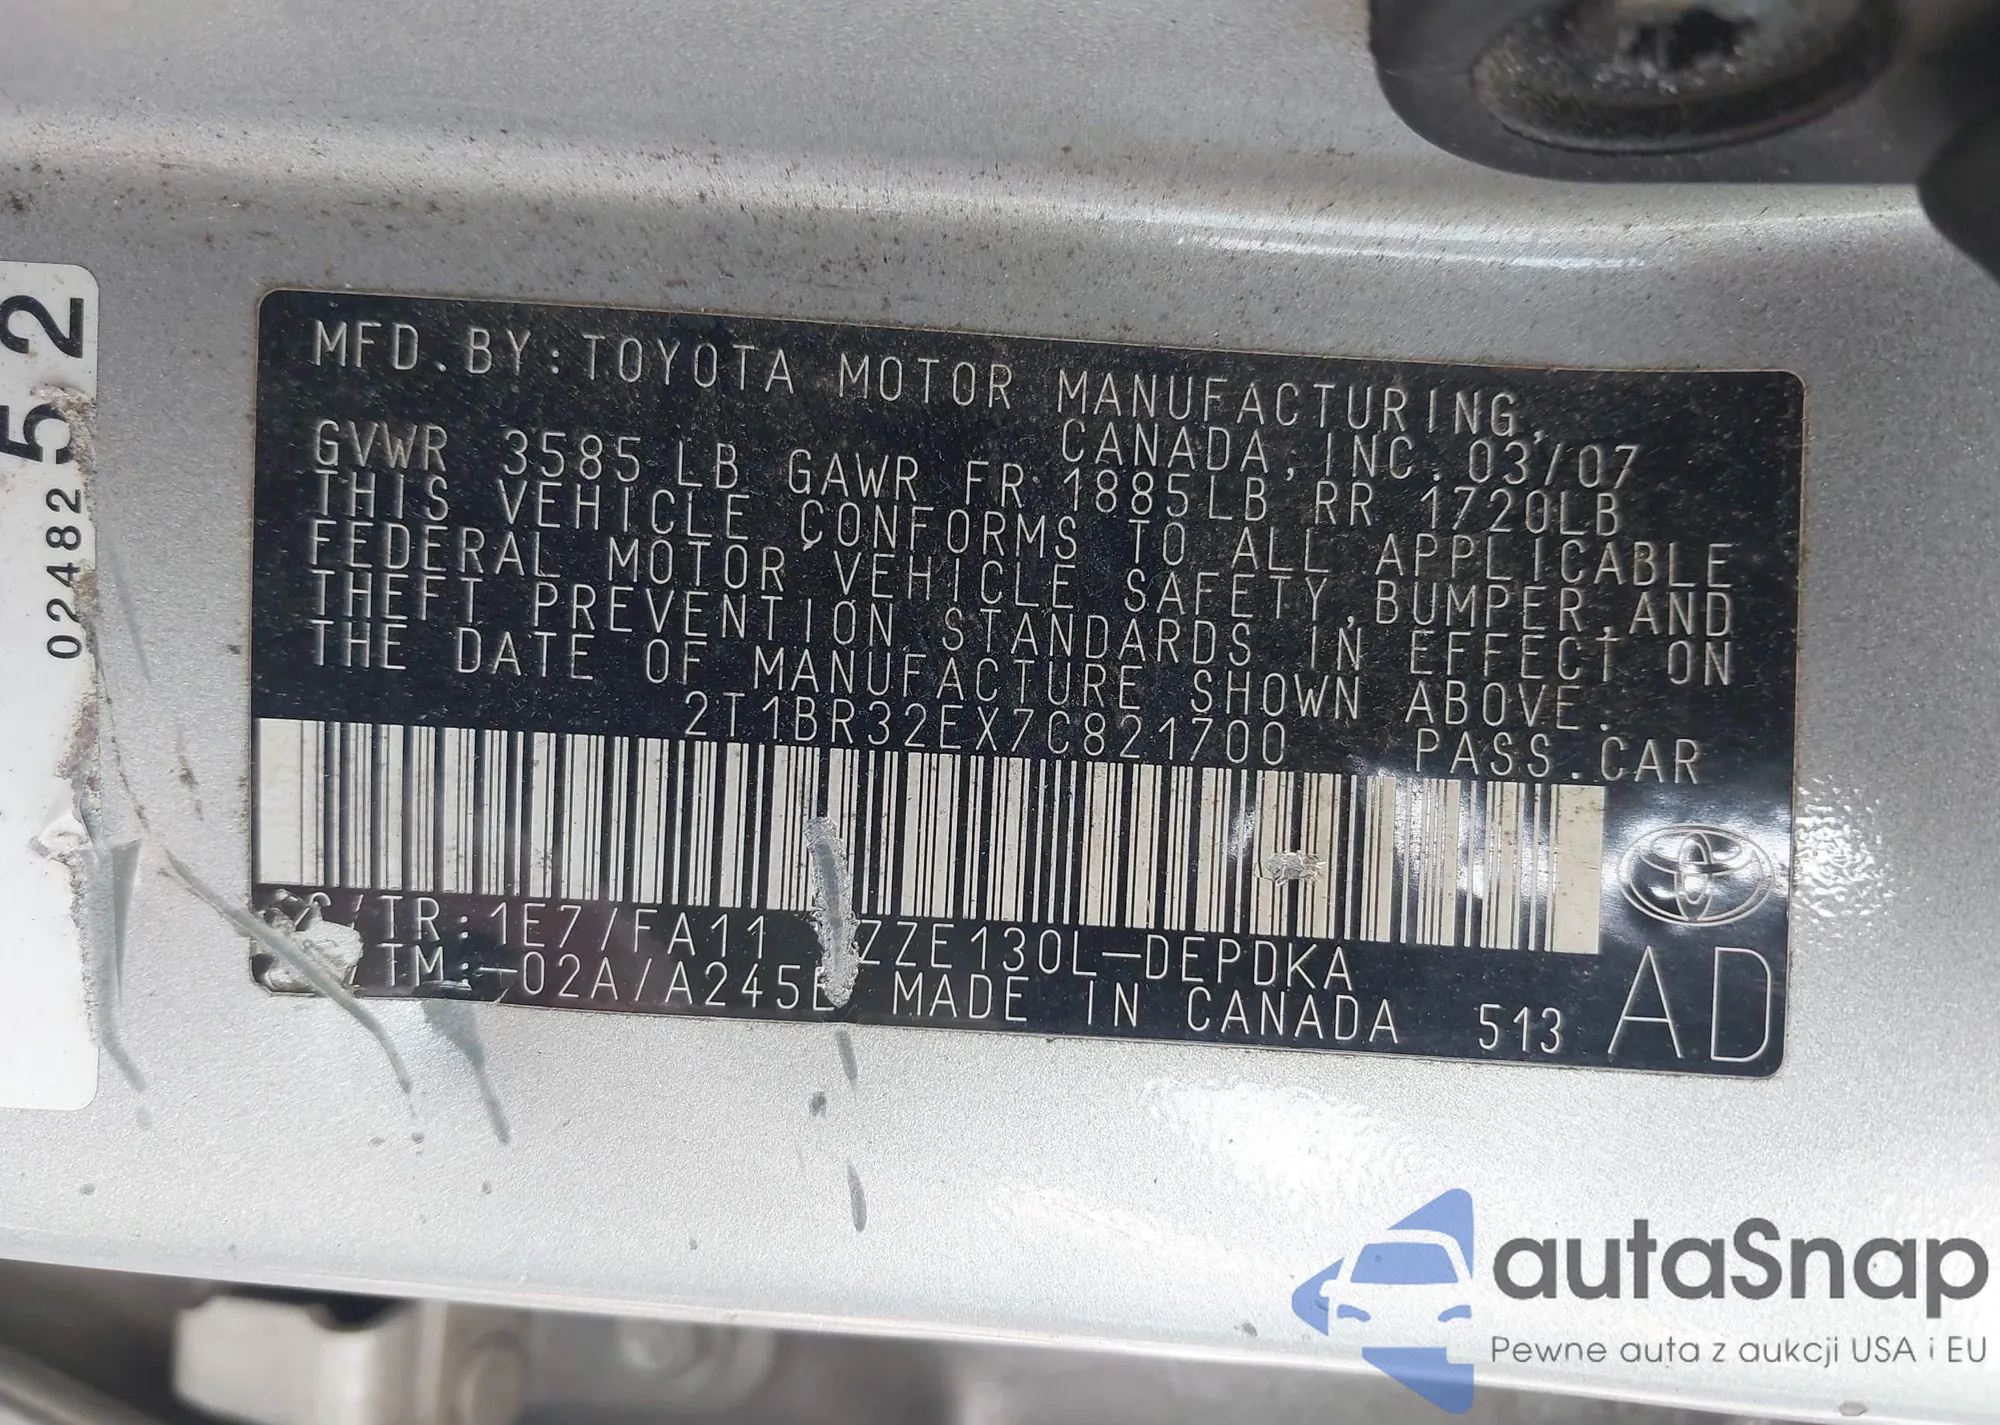 MFD.BY:TOYOTA MOTOR MANUFACTURING,
CANADA,INC. 03/07
GVWR 3585 LB GAWR FR 1885LB RR 1720LB
THIS VEHICLE CONFORMS TO ALL APPLICABLE
FEDERAL MOTOR VEHICLE SAFETY,BUMPER,AND
THEFT PREVENTION STANDARDS IN EFFECT ON
THE DATE OF MANUFACTURE SHOWN ABOVE.
2T1BR32EX7C821700 PASS.CAR
/TR:1E7/FA11 ZZE130L-DEPDKA
TM:-02A/A245E MADE IN CANADA 513 AD
02482
52
autaSnap
Pewne auta z aukcji USA i EU